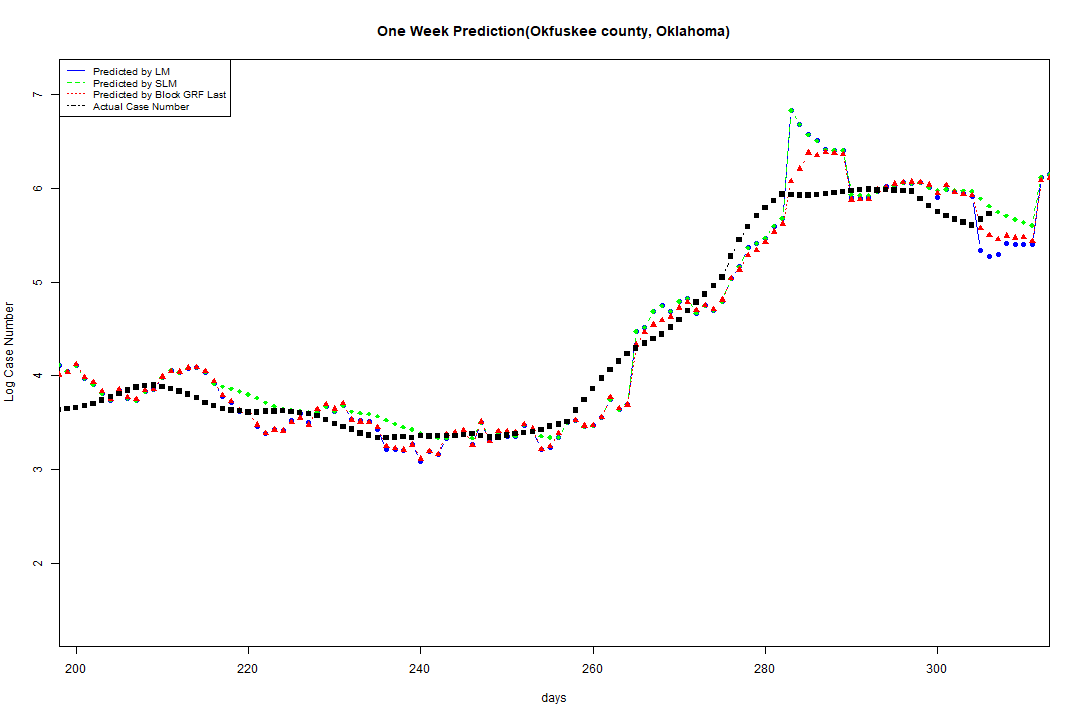 One Week Prediction(Okfuskee county, Oklahoma)
Predicted by LM
Predicted by SLM
Predicted by Block GRF Last
Actual Case Number
7
6
5
4
3
2
Log Case Number
200 220 240 260 280 300
days